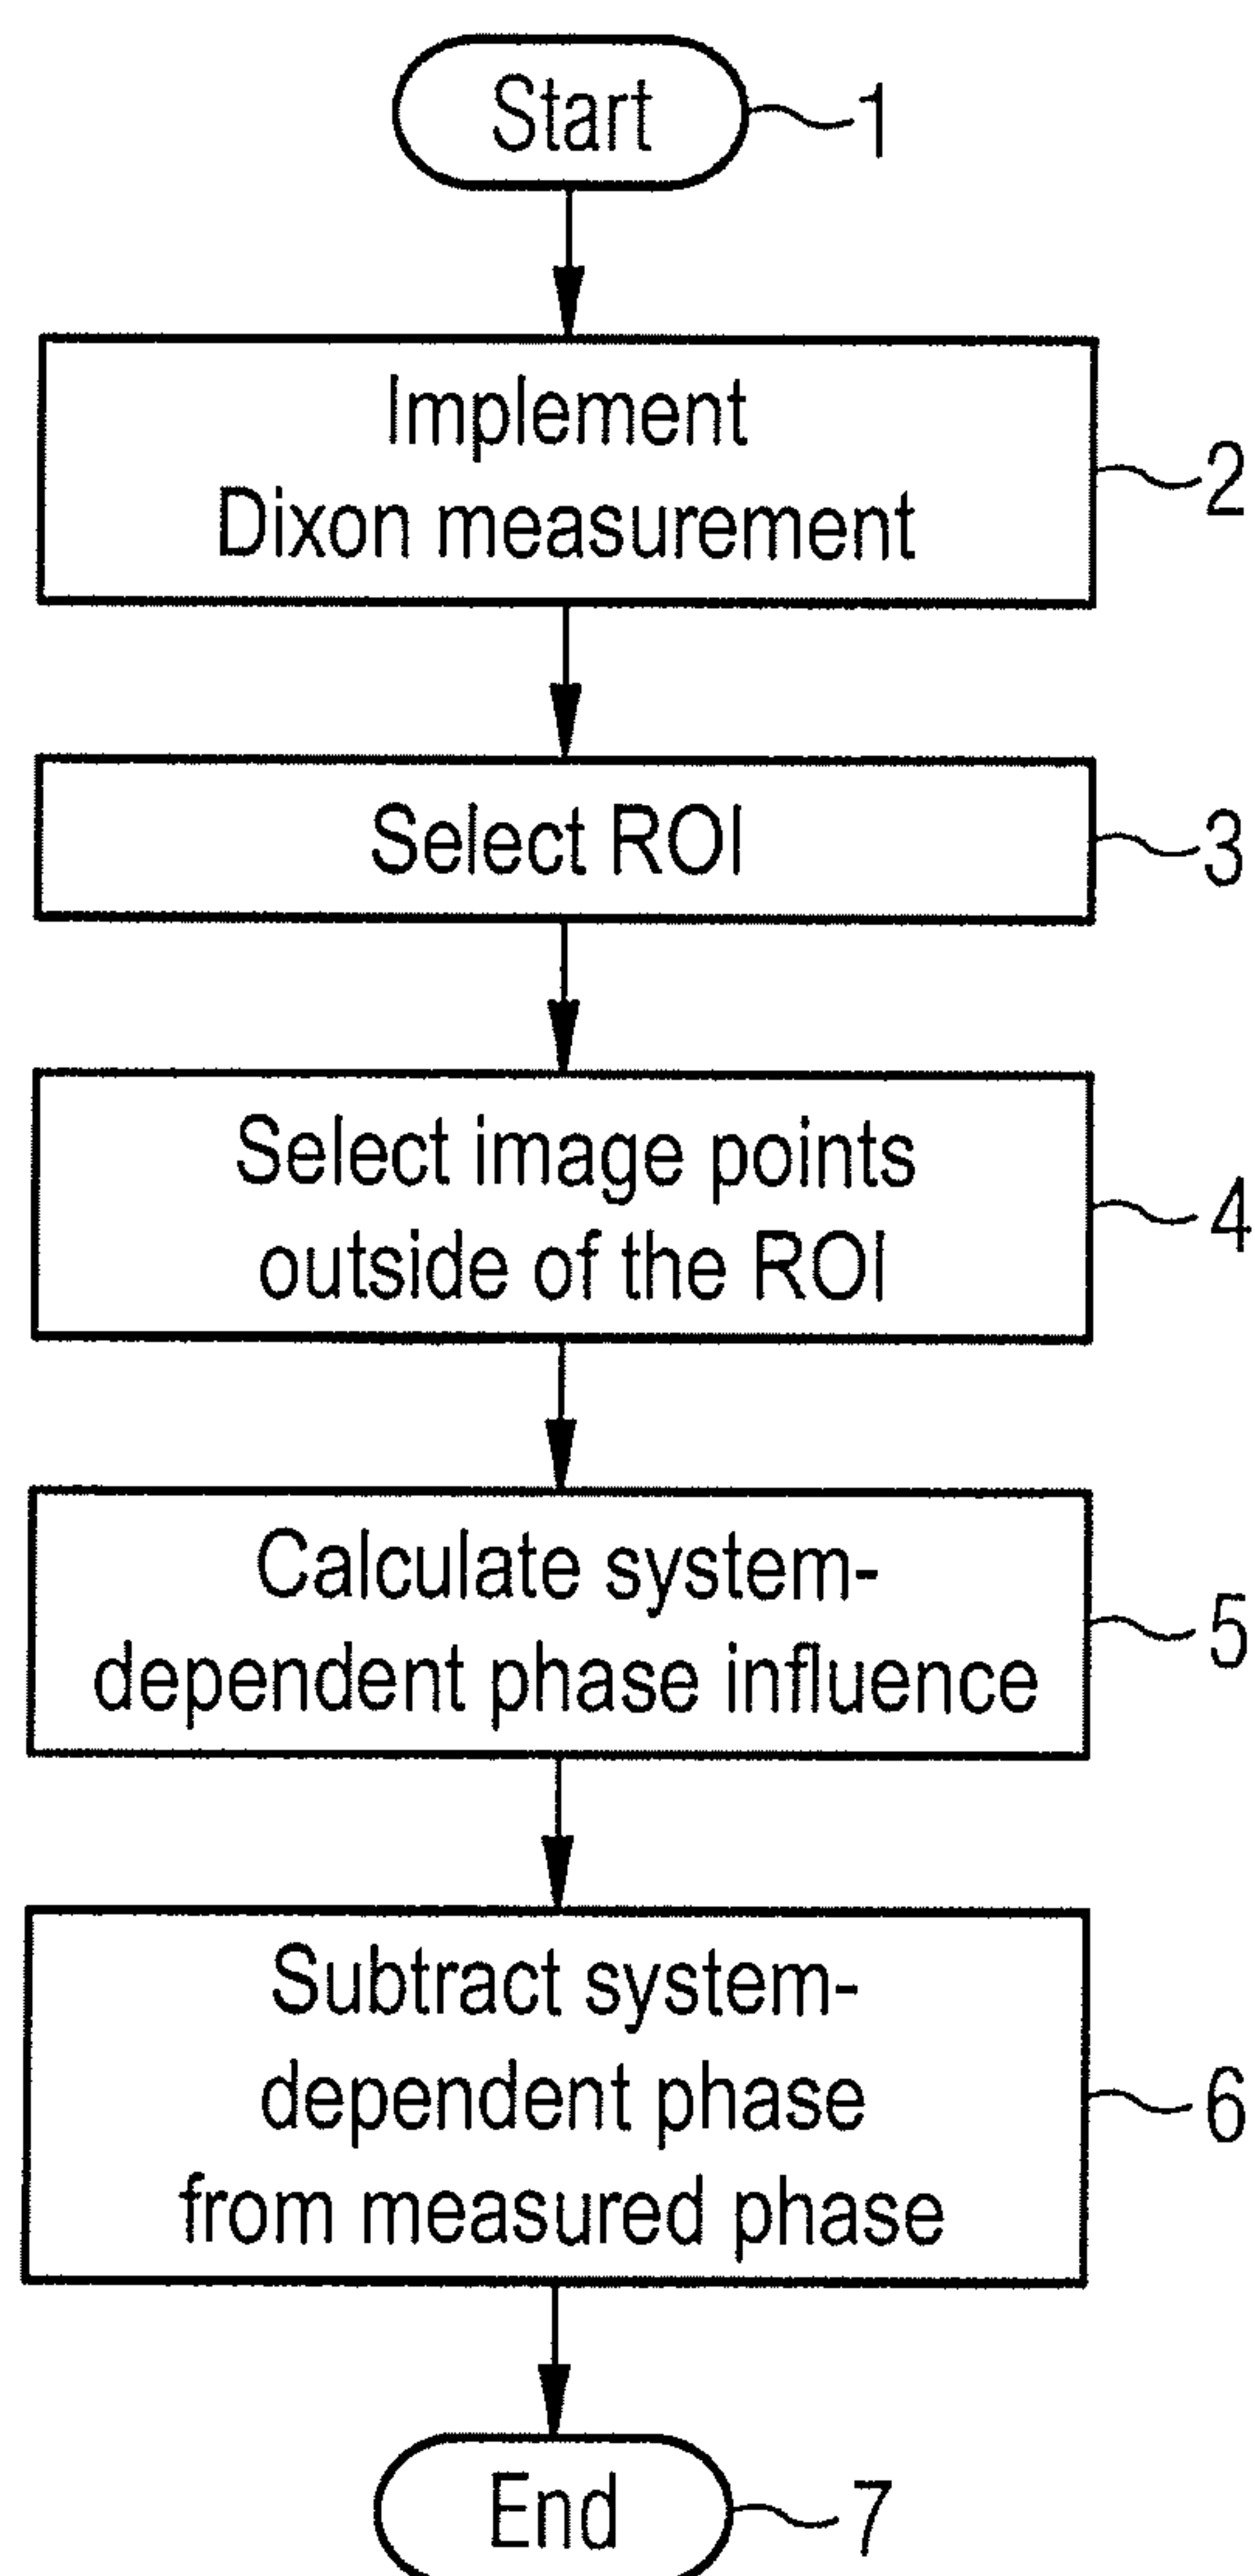 Start
1
Implement
Dixon measurement
2
Select ROI
3
Select image points
outside of the ROI
4
Calculate system-
dependent phase influence
5
Subtract system-
dependent phase
from measured phase
6
End
7